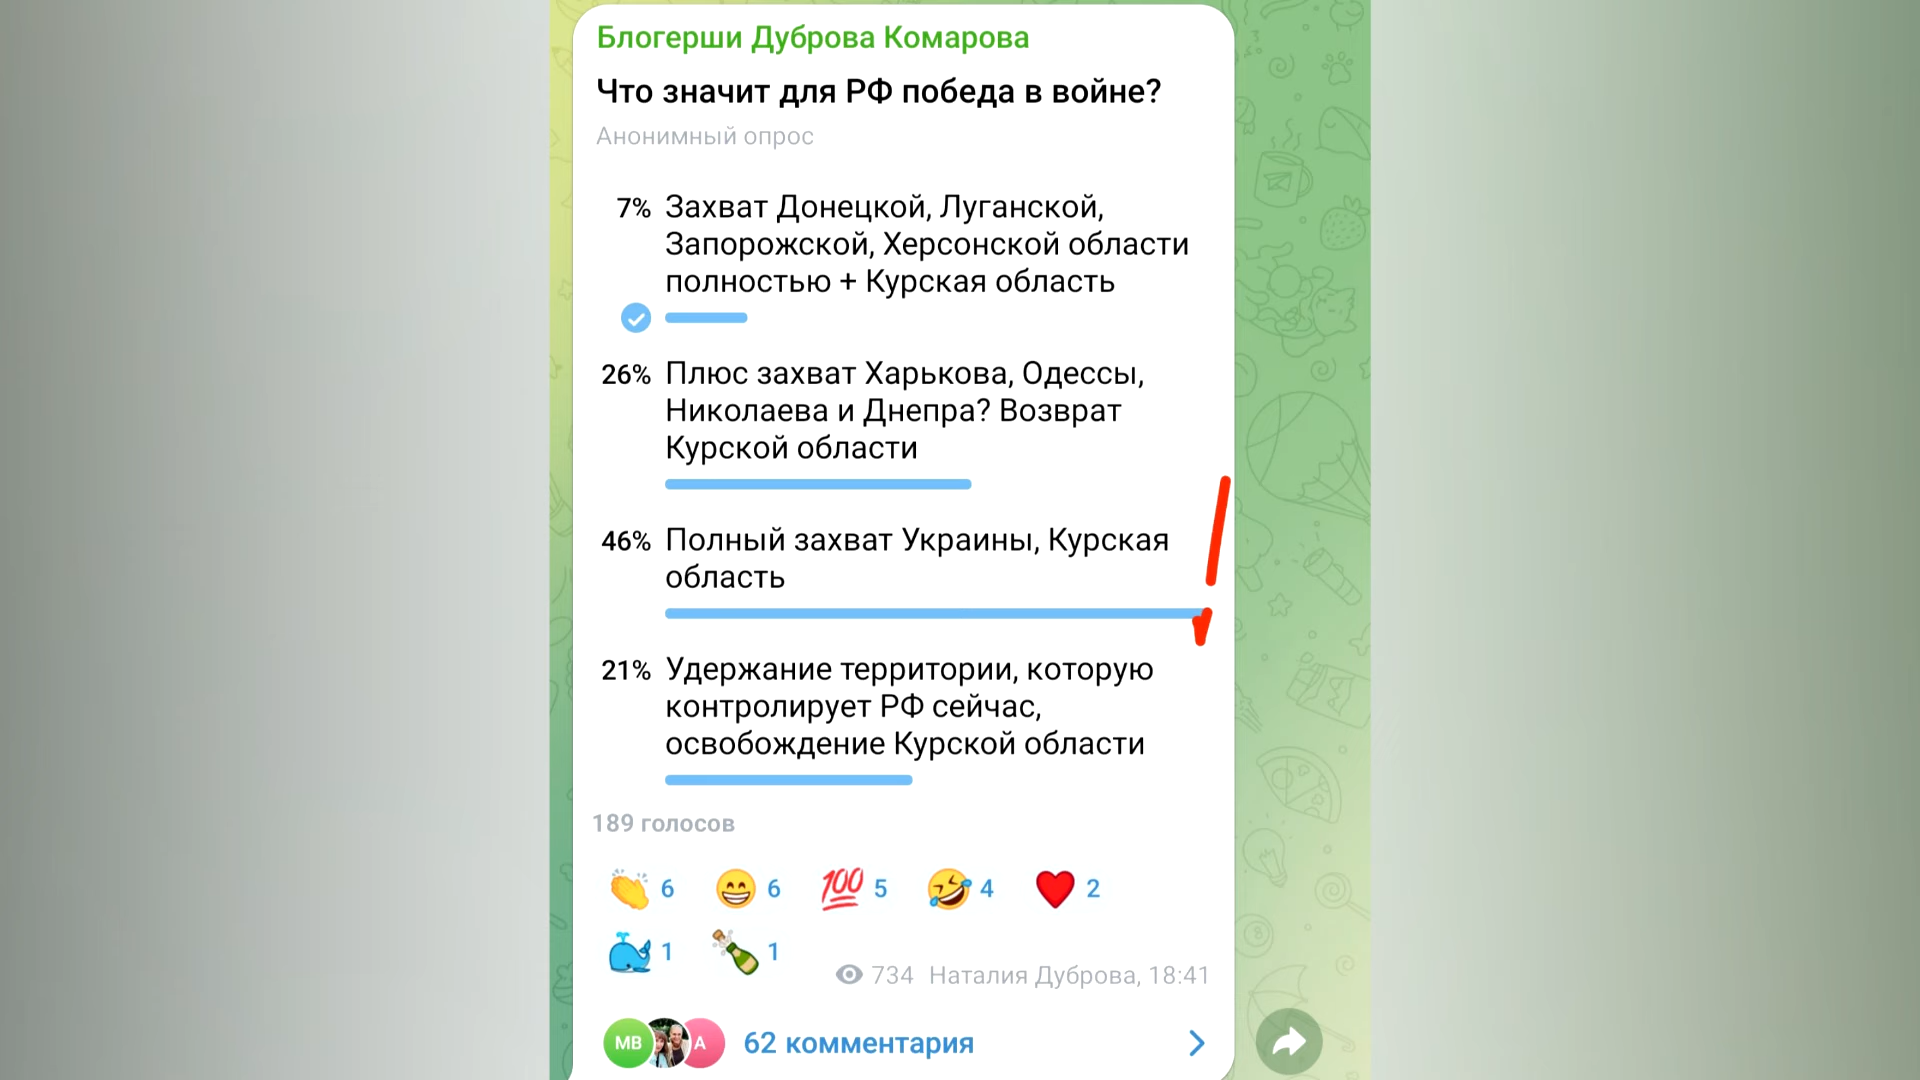 Блогерши Дуброва Комарова
Что значит для РФ победа в войне?
Анонимный опрос
7% Захват Донецкой, Луганской,
Запорожской, Херсонской области
полностью + Курская область
26% Плюс захват Харькова, Одессы,
Николаева и Днепра? Возврат
Курской области
46% Полный захват Украины, Курская
область
21% Удержание территории, которую
контролирует РФ сейчас,
освобождение Курской области
189 голосов
👏 6 😁 6 💯 5 🤣 4 ❤ 2
🐳 1 🍾 1
734 Наталия Дуброва, 18:41
МВ А 62 комментария